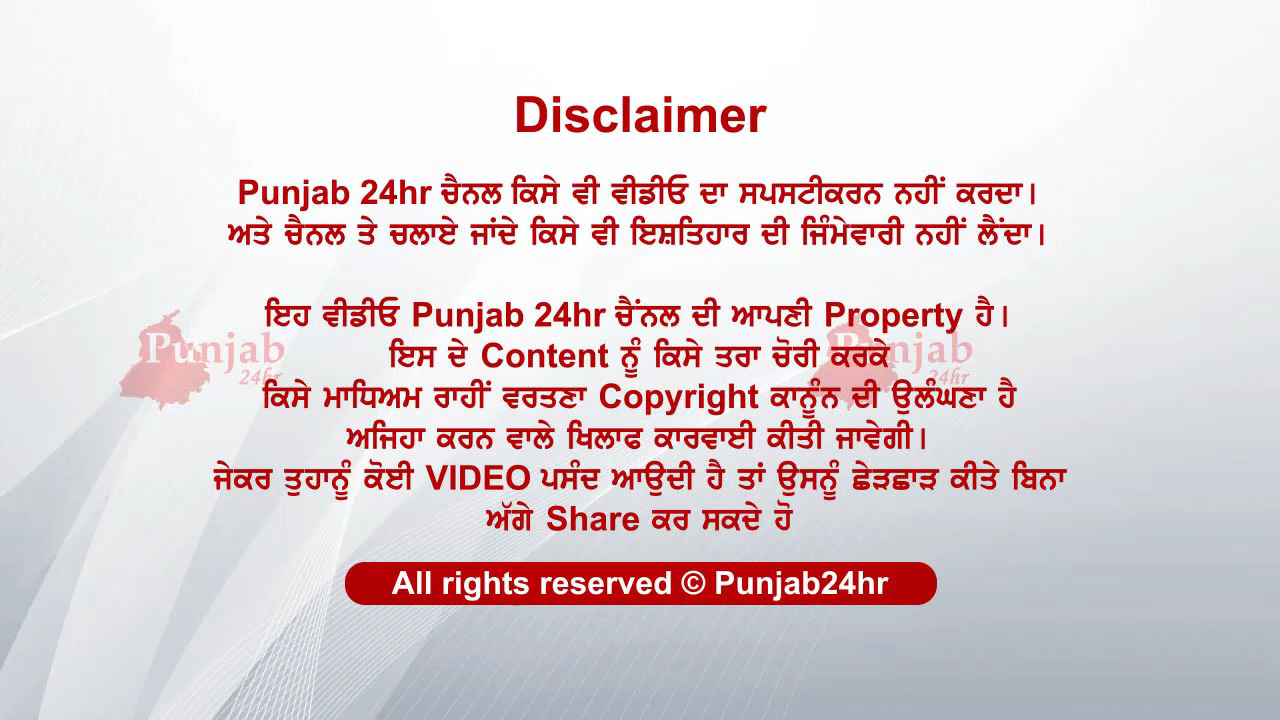 Disclaimer
Punjab 24hr ਚੈਨਲ ਕਿਸੇ ਵੀ ਵੀਡੀਓ ਦਾ ਸਪਸਟੀਕਰਨ ਨਹੀਂ ਕਰਦਾ।
ਅਤੇ ਚੈਨਲ ਤੇ ਚਲਾਏ ਜਾਂਦੇ ਕਿਸੇ ਵੀ ਇਸ਼ਤਿਹਾਰ ਦੀ ਜਿੰਮੇਵਾਰੀ ਨਹੀਂ ਲੈਂਦਾ।
ਇਹ ਵੀਡੀਓ Punjab 24hr ਚੈਂਨਲ ਦੀ ਆਪਣੀ Property ਹੈ।
ਇਸ ਦੇ Content ਨੂੰ ਕਿਸੇ ਤਰਾ ਚੋਰੀ ਕਰਕੇ
ਕਿਸੇ ਮਾਧਿਅਮ ਰਾਹੀਂ ਵਰਤਣਾ Copyright ਕਾਨੂੰਨ ਦੀ ਉਲੰਘਣਾ ਹੈ
ਅਜਿਹਾ ਕਰਨ ਵਾਲੇ ਖਿਲਾਫ ਕਾਰਵਾਈ ਕੀਤੀ ਜਾਵੇਗੀ।
ਜੇਕਰ ਤੁਹਾਨੂੰ ਕੋਈ VIDEO ਪਸੰਦ ਆਉਦੀ ਹੈ ਤਾਂ ਉਸਨੂੰ ਛੇੜਛਾੜ ਕੀਤੇ ਬਿਨਾ
ਅੱਗੇ Share ਕਰ ਸਕਦੇ ਹੋ
All rights reserved © Punjab24hr
Punjab
24hr
Punjab
24hr